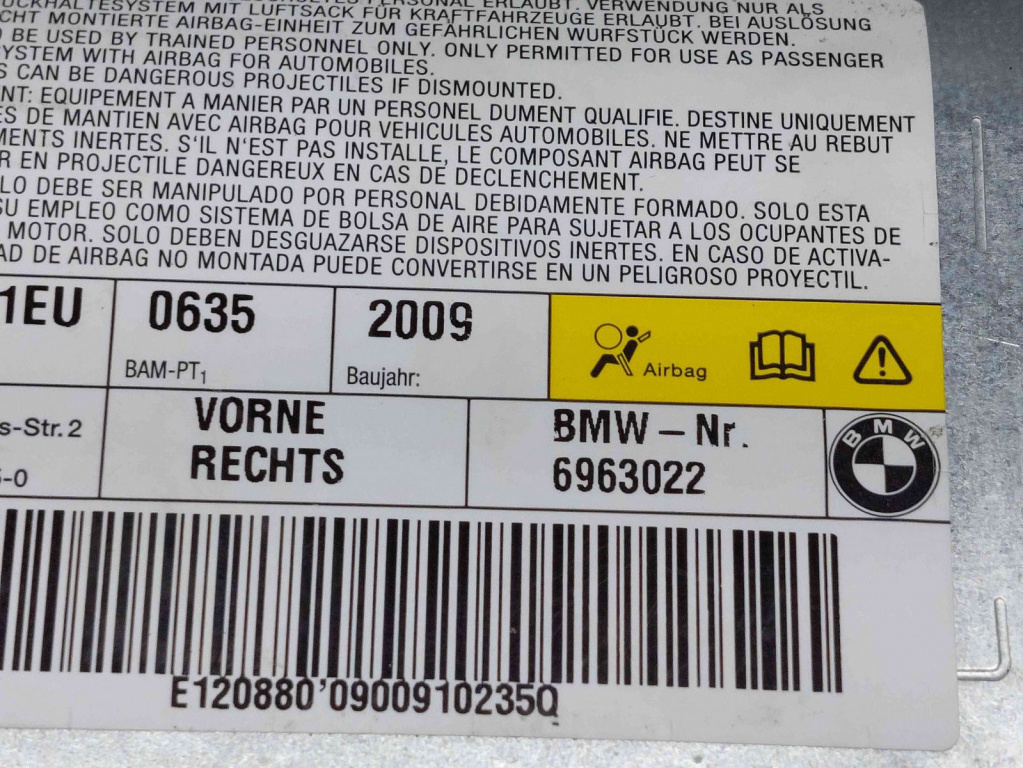 CKHALTESYSTEM MIT LUFTSACK FÜR KRAFTFAHRZEUGE ERLAUBT. VERWENDUNG NUR ALS
CHT MONTIERTE AIRBAG-EINHEIT ZUM GEFÄHRLICHEN WURFSTÜCK WERDEN. BEI AUSLÖSUNG
BE USED BY TRAINED PERSONNEL ONLY. ONLY PERMITTED FOR USE AS PASSENGER
YSTEM WITH AIRBAG FOR AUTOMOBILES.
S CAN BE DANGEROUS PROJECTILES IF DISMOUNTED.
NT: EQUIPEMENT A MANIER PAR UN PERSONEL DUMENT QUALIFIE. DESTINE UNIQUEMENT
ES DE MANTIEN AVEC AIRBAG POUR VEHICULES AUTOMOBILES. NE METTRE AU REBUT
MENTS INERTES. S'IL N'EST PAS INSTALLE, LE COMPOSANT AIRBAG PEUT SE
R EN PROJECTILE DANGEREUX EN CAS DE DECLENCHEMENT.
LO DEBE SER MANIPULADO POR PERSONAL DEBIDAMENTE FORMADO. SOLO ESTA
SU EMPLEO COMO SISTEMA DE BOLSA DE AIRE PARA SUJETAR A LOS OCUPANTES DE
MOTOR. SOLO DEBEN DESGUAZARSE DISPOSITIVOS INERTES. EN CASO DE ACTIVA-
AD DE AIRBAG NO MONTADA PUEDE CONVERTIRSE EN UN PELIGROSO PROYECTIL.
1EU
0635
BAM-PT1
2009
Baujahr:
Airbag
s-Str. 2
-0
VORNE
RECHTS
BMW-Nr.
6963022
BMW
E120880'0900910235Q